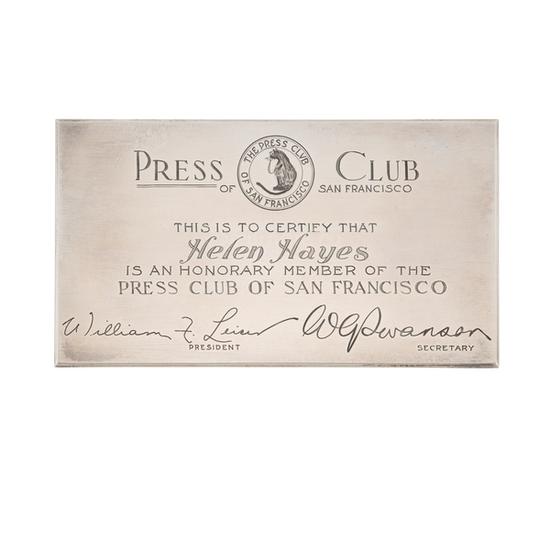 PRESS CLUB
OF SAN FRANCISCO
THE PRESS CLUB
OF SAN FRANCISCO
THIS IS TO CERTIFY THAT
Helen Hayes
IS AN HONORARY MEMBER OF THE
PRESS CLUB OF SAN FRANCISCO
William F. Leiser W G Swanson
PRESIDENT SECRETARY